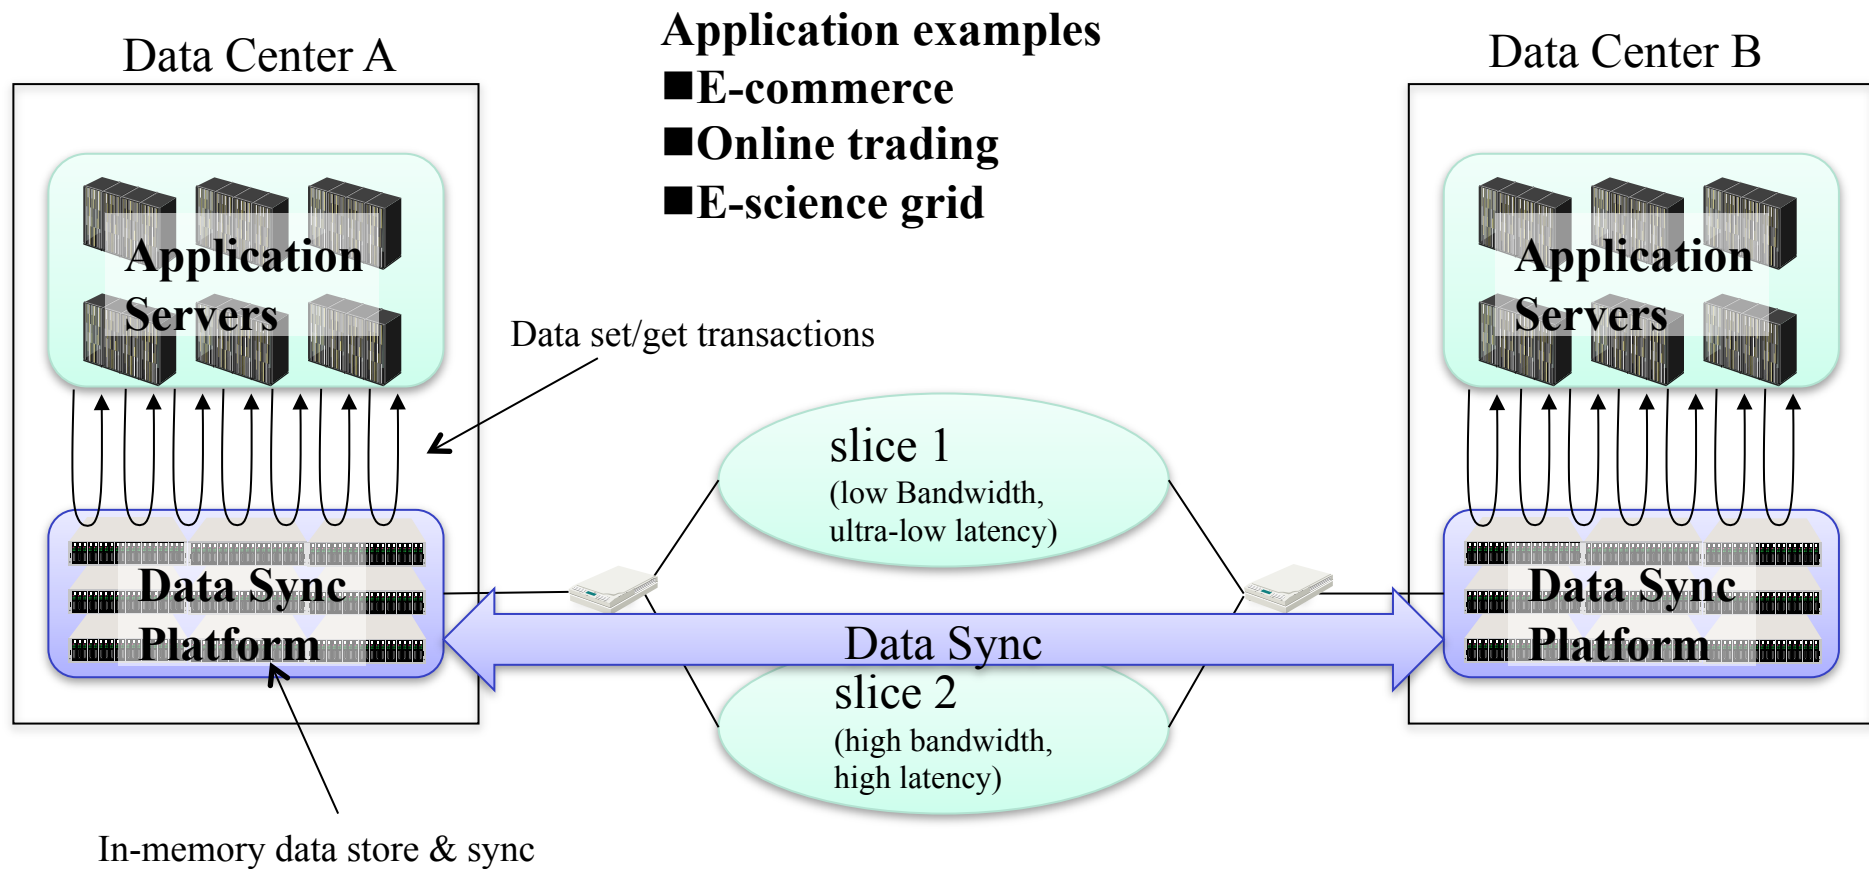 Data Center A
Application examples
■E-commerce
■Online trading
■E-science grid
Data Center B
Application
Servers
Application
Servers
Data set/get transactions
slice 1
(low Bandwidth,
ultra-low latency)
Data Sync
Platform
Data Sync
Data Sync
Platform
slice 2
(high bandwidth,
high latency)
In-memory data store & sync